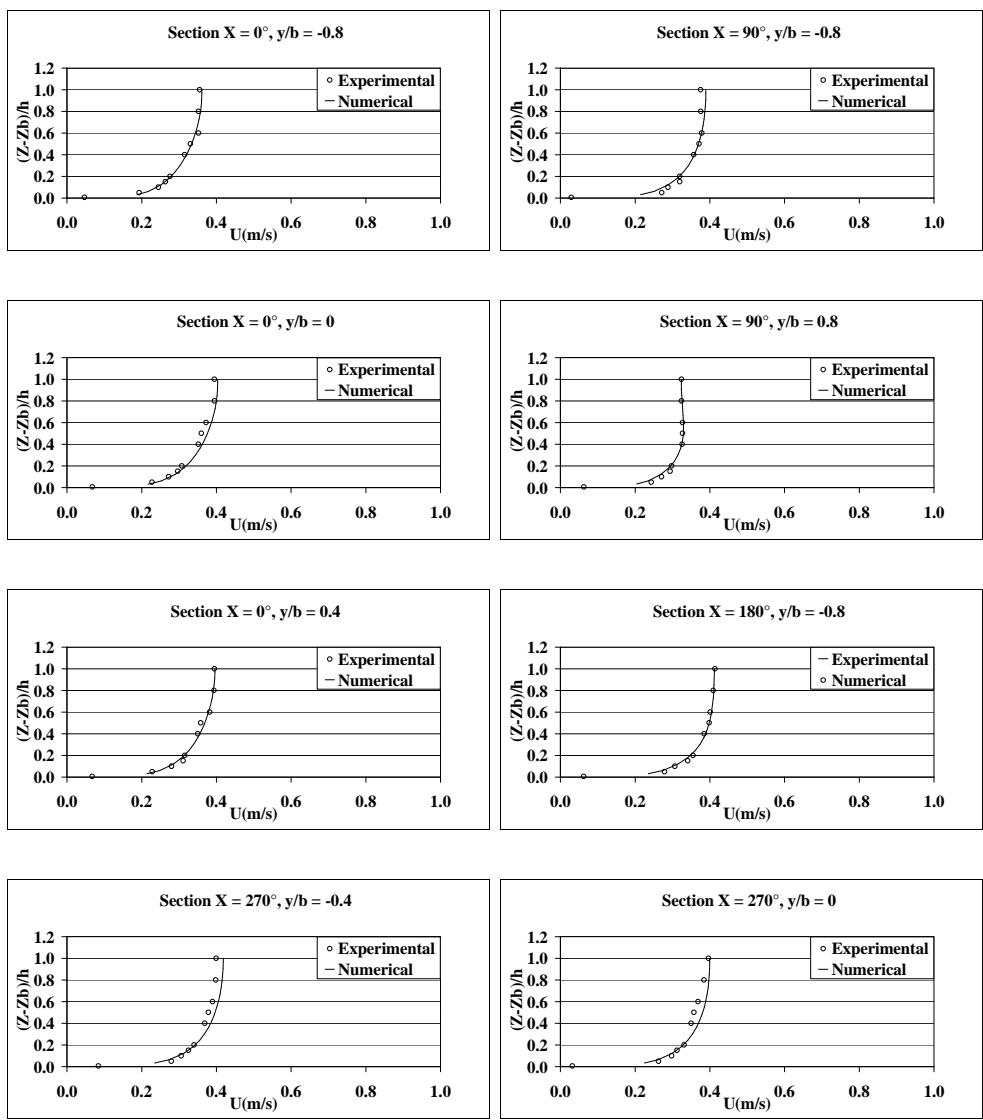 Section X = 0°, y/b = -0.8
1.2
1.0
0.8
0.6
0.4
0.2
0.0
(Z-Zb)/h
0.0 0.2 0.4 0.6 0.8 1.0
U(m/s)
Experimental
Numerical
Section X = 90°, y/b = -0.8
1.2
1.0
0.8
0.6
0.4
0.2
0.0
(Z-Zb)/h
0.0 0.2 0.4 0.6 0.8 1.0
U(m/s)
Experimental
Numerical
Section X = 0°, y/b = 0
1.2
1.0
0.8
0.6
0.4
0.2
0.0
(Z-Zb)/h
0.0 0.2 0.4 0.6 0.8 1.0
U(m/s)
Experimental
Numerical
Section X = 90°, y/b = 0.8
1.2
1.0
0.8
0.6
0.4
0.2
0.0
(Z-Zb)/h
0.0 0.2 0.4 0.6 0.8 1.0
U(m/s)
Experimental
Numerical
Section X = 0°, y/b = 0.4
1.2
1.0
0.8
0.6
0.4
0.2
0.0
(Z-Zb)/h
0.0 0.2 0.4 0.6 0.8 1.0
U(m/s)
Experimental
Numerical
Section X = 180°, y/b = -0.8
1.2
1.0
0.8
0.6
0.4
0.2
0.0
(Z-Zb)/h
0.0 0.2 0.4 0.6 0.8 1.0
U(m/s)
Experimental
Numerical
Section X = 270°, y/b = -0.4
1.2
1.0
0.8
0.6
0.4
0.2
0.0
(Z-Zb)/h
0.0 0.2 0.4 0.6 0.8 1.0
U(m/s)
Experimental
Numerical
Section X = 270°, y/b = 0
1.2
1.0
0.8
0.6
0.4
0.2
0.0
(Z-Zb)/h
0.0 0.2 0.4 0.6 0.8 1.0
U(m/s)
Experimental
Numerical